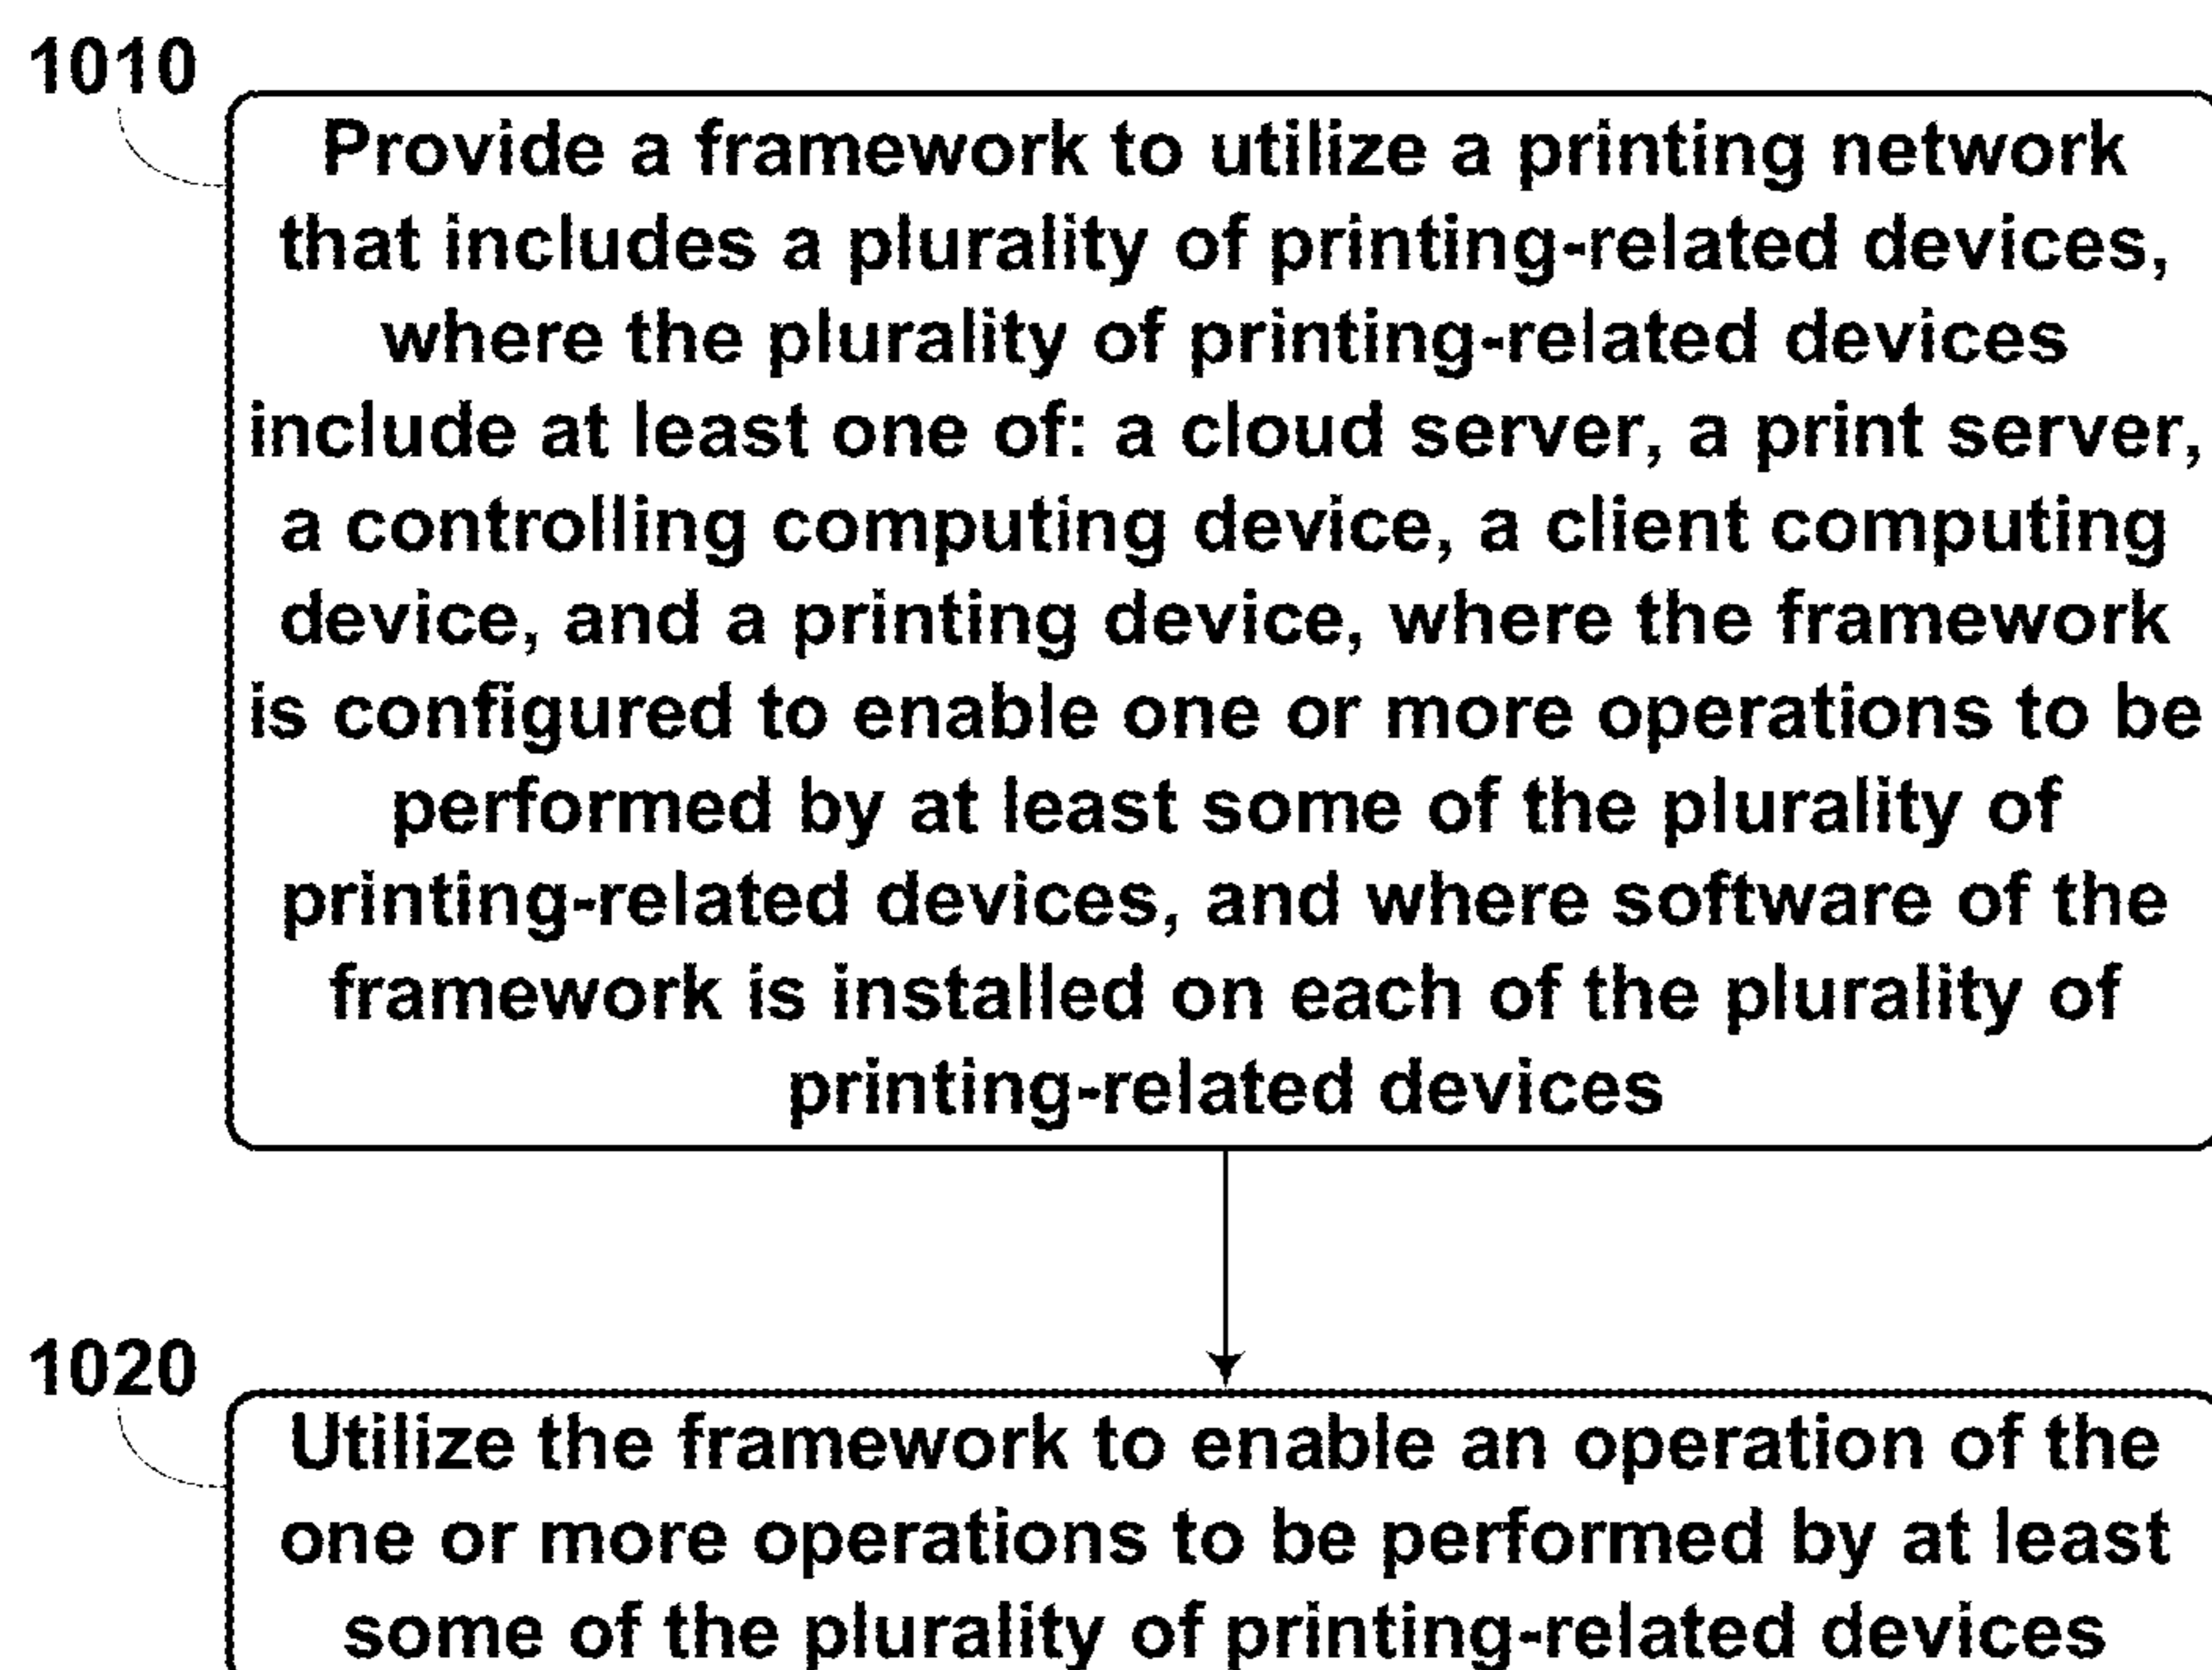 1010
Provide a framework to utilize a printing network
that includes a plurality of printing-related devices,
where the plurality of printing-related devices
include at least one of: a cloud server, a print server,
a controlling computing device, a client computing
device, and a printing device, where the framework
is configured to enable one or more operations to be
performed by at least some of the plurality of
printing-related devices, and where software of the
framework is installed on each of the plurality of
printing-related devices
1020
Utilize the framework to enable an operation of the
one or more operations to be performed by at least
some of the plurality of printing-related devices